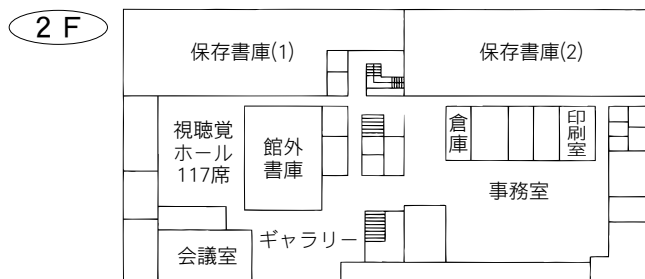 ２Ｆ
保存書庫(1)
保存書庫(2)
視聴覚
ホール
117席
館外
書庫
倉
庫
印
刷
室
事務室
ギャラリー
会議室